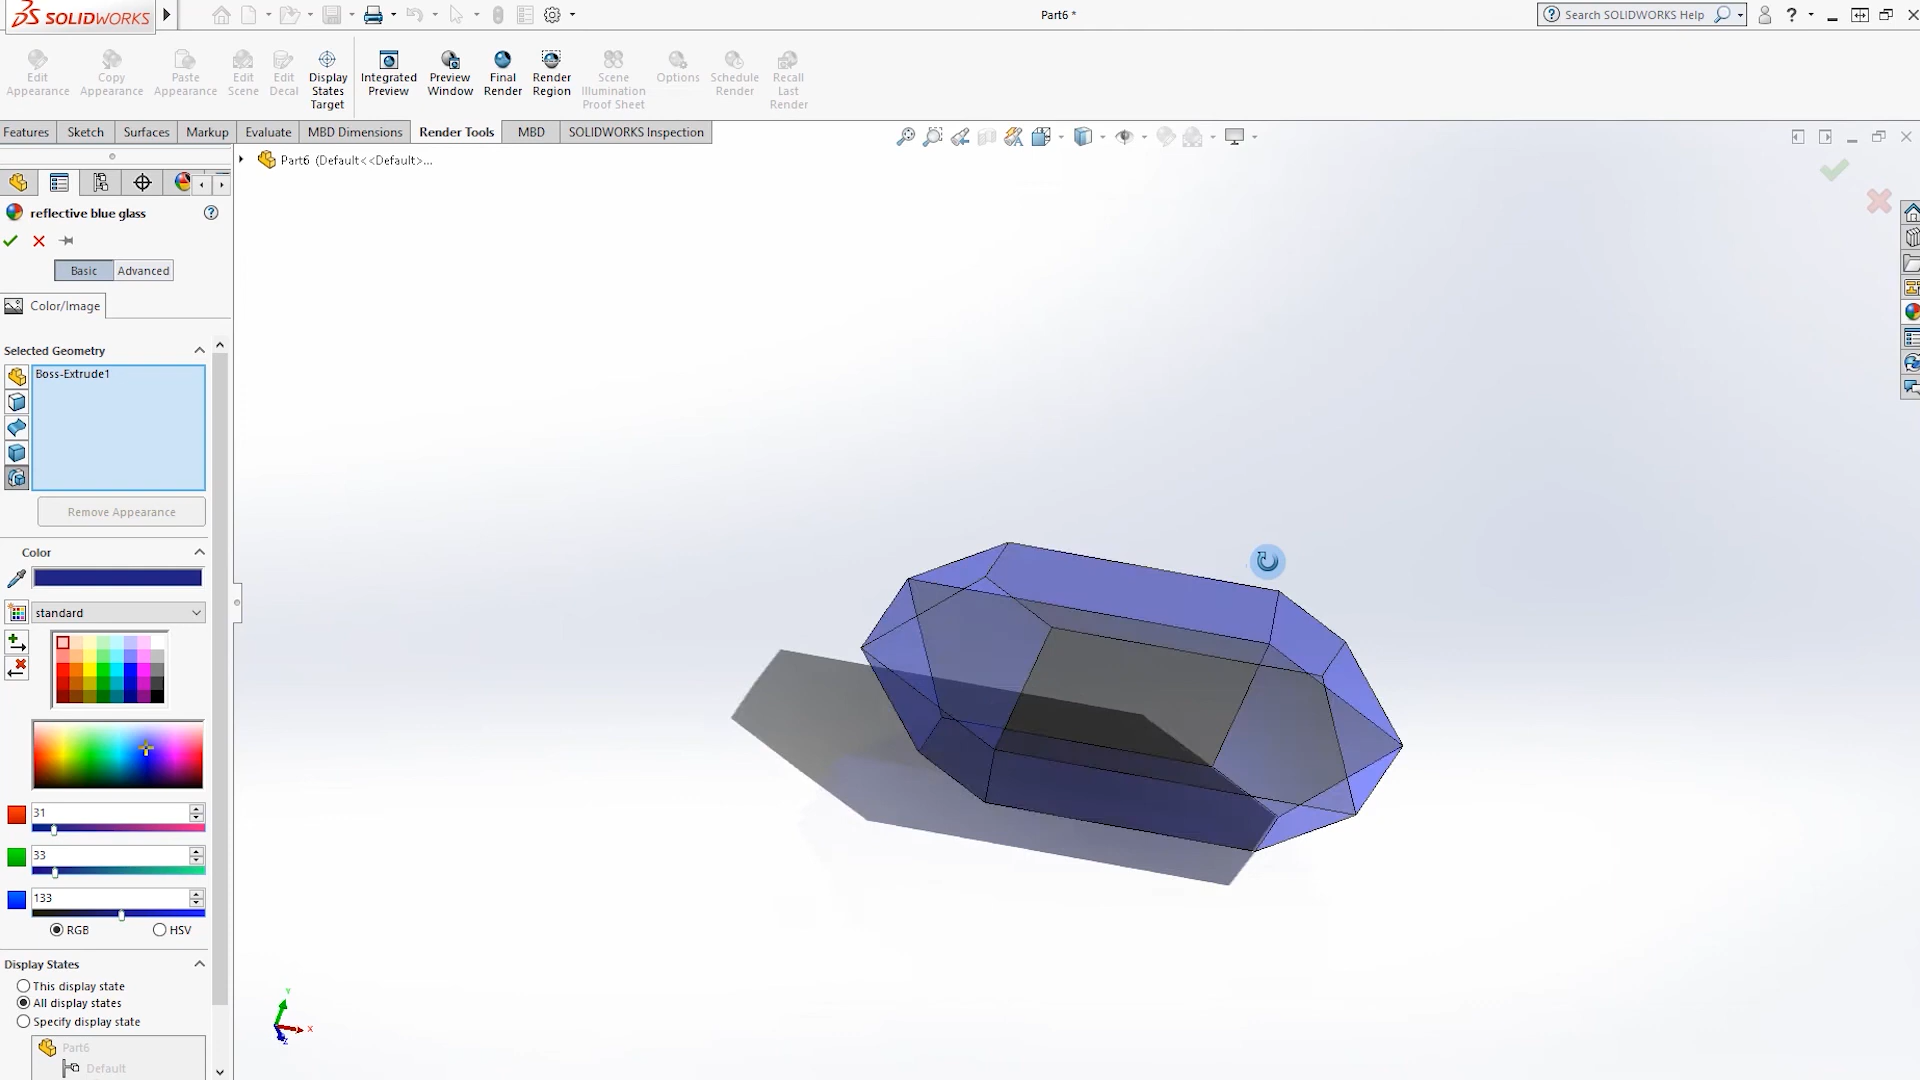 SOLIDWORKS
Part6 *
Search SOLIDWORKS Help
Edit Appearance
Copy Appearance
Paste Appearance
Edit Scene
Edit Decal
Display States Target
Integrated Preview
Preview Window
Final Render
Render Region
Scene Illumination Proof Sheet
Options
Schedule Render
Recall Last Render
Features Sketch Surfaces Markup Evaluate MBD Dimensions Render Tools MBD SOLIDWORKS Inspection
Part6 (Default<<Default>...
reflective blue glass
Basic Advanced
Color/Image
Selected Geometry
Boss-Extrude1
Remove Appearance
Color
standard
31
33
133
RGB HSV
Display States
This display state
All display states
Specify display state
Part6
Default
Y
X
Z